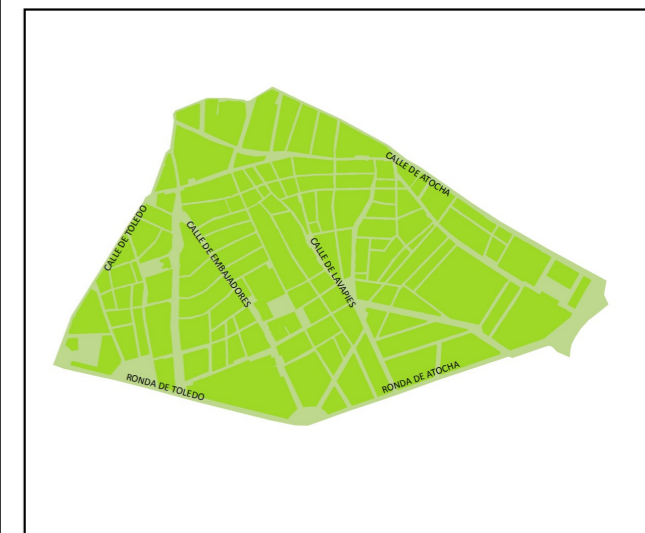 CALLE DE ATOCHA
CALLE DE TOLEDO
CALLE DE EMBAJADORES
CALLE DE LAVAPIES
RONDA DE TOLEDO
RONDA DE ATOCHA